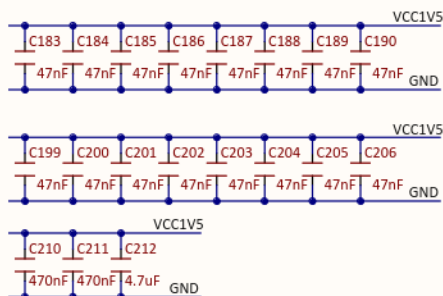 VCC1V5
C183 C184 C185 C186 C187 C188 C189 C190
47nF 47nF 47nF 47nF 47nF 47nF 47nF 47nF
GND
VCC1V5
C199 C200 C201 C202 C203 C204 C205 C206
47nF 47nF 47nF 47nF 47nF 47nF 47nF 47nF
GND
VCC1V5
C210 C211 C212
470nF 470nF 4.7uF
GND